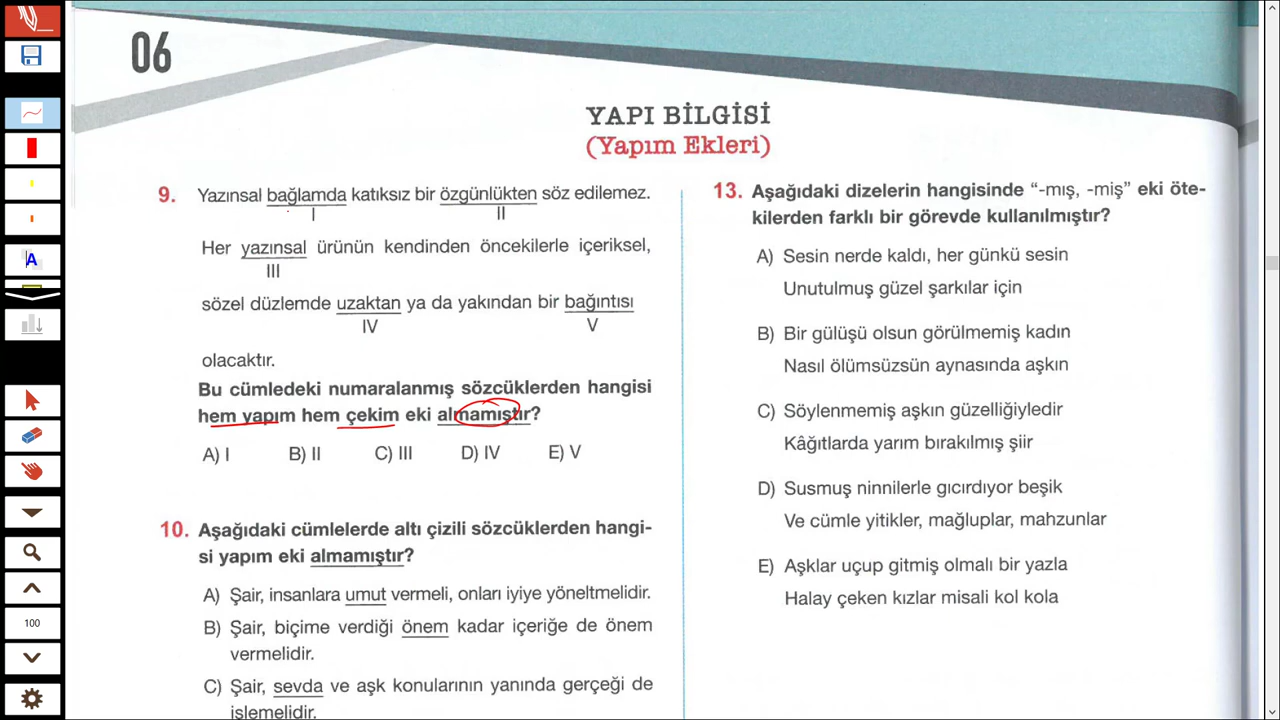 06
YAPI BİLGİSİ
(Yapım Ekleri)
9. Yazınsal bağlamda katıksız bir özgünlükten söz edilemez.
I II
Her yazınsal ürünün kendinden öncekilerle içeriksel,
III
sözel düzlemde uzaktan ya da yakından bir bağıntısı
IV V
olacaktır.
Bu cümledeki numaralanmış sözcüklerden hangisi
hem yapım hem çekim eki almamıştır?
A) I B) II C) III D) IV E) V
10. Aşağıdaki cümlelerde altı çizili sözcüklerden hangi-
si yapım eki almamıştır?
A) Şair, insanlara umut vermeli, onları iyiye yöneltmelidir.
B) Şair, biçime verdiği önem kadar içeriğe de önem
vermelidir.
C) Şair, sevda ve aşk konularının yanında gerçeği de
işlemelidir.
13. Aşağıdaki dizelerin hangisinde “-mış, -miş” eki öte-
kilerden farklı bir görevde kullanılmıştır?
A) Sesin nerde kaldı, her günkü sesin
Unutulmuş güzel şarkılar için
B) Bir gülüşü olsun görülmemiş kadın
Nasıl ölümsüzsün aynasında aşkın
C) Söylenmemiş aşkın güzelliğiyledir
Kâğıtlarda yarım bırakılmış şiir
D) Susmuş ninnilerle gıcırdıyor beşik
Ve cümle yitikler, mağluplar, mahzunlar
E) Aşklar uçup gitmiş olmalı bir yazla
Halay çeken kızlar misali kol kola
A
100